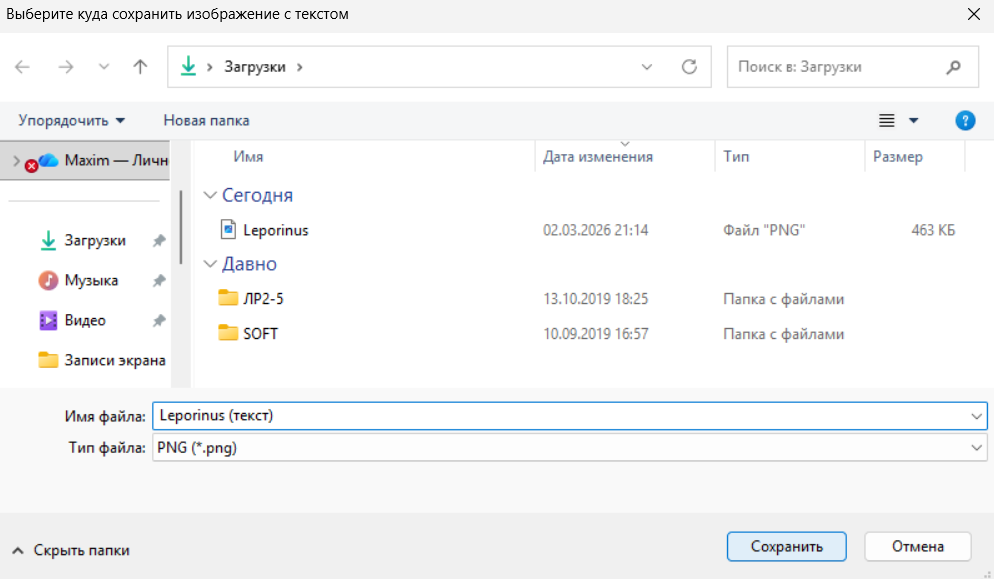 Выберите куда сохранить изображение с текстом
Загрузки
Поиск в: Загрузки
Упорядочить
Новая папка
?
Maxim — Личн
Имя
Дата изменения
Тип
Размер
Сегодня
Leporinus
02.03.2026 21:14
Файл "PNG"
463 КБ
Давно
ЛР2-5
13.10.2019 18:25
Папка с файлами
SOFT
10.09.2019 16:57
Папка с файлами
Загрузки
Музыка
Видео
Записи экрана
Имя файла: Leporinus (текст)
Тип файла: PNG (*.png)
Скрыть папки
Сохранить
Отмена